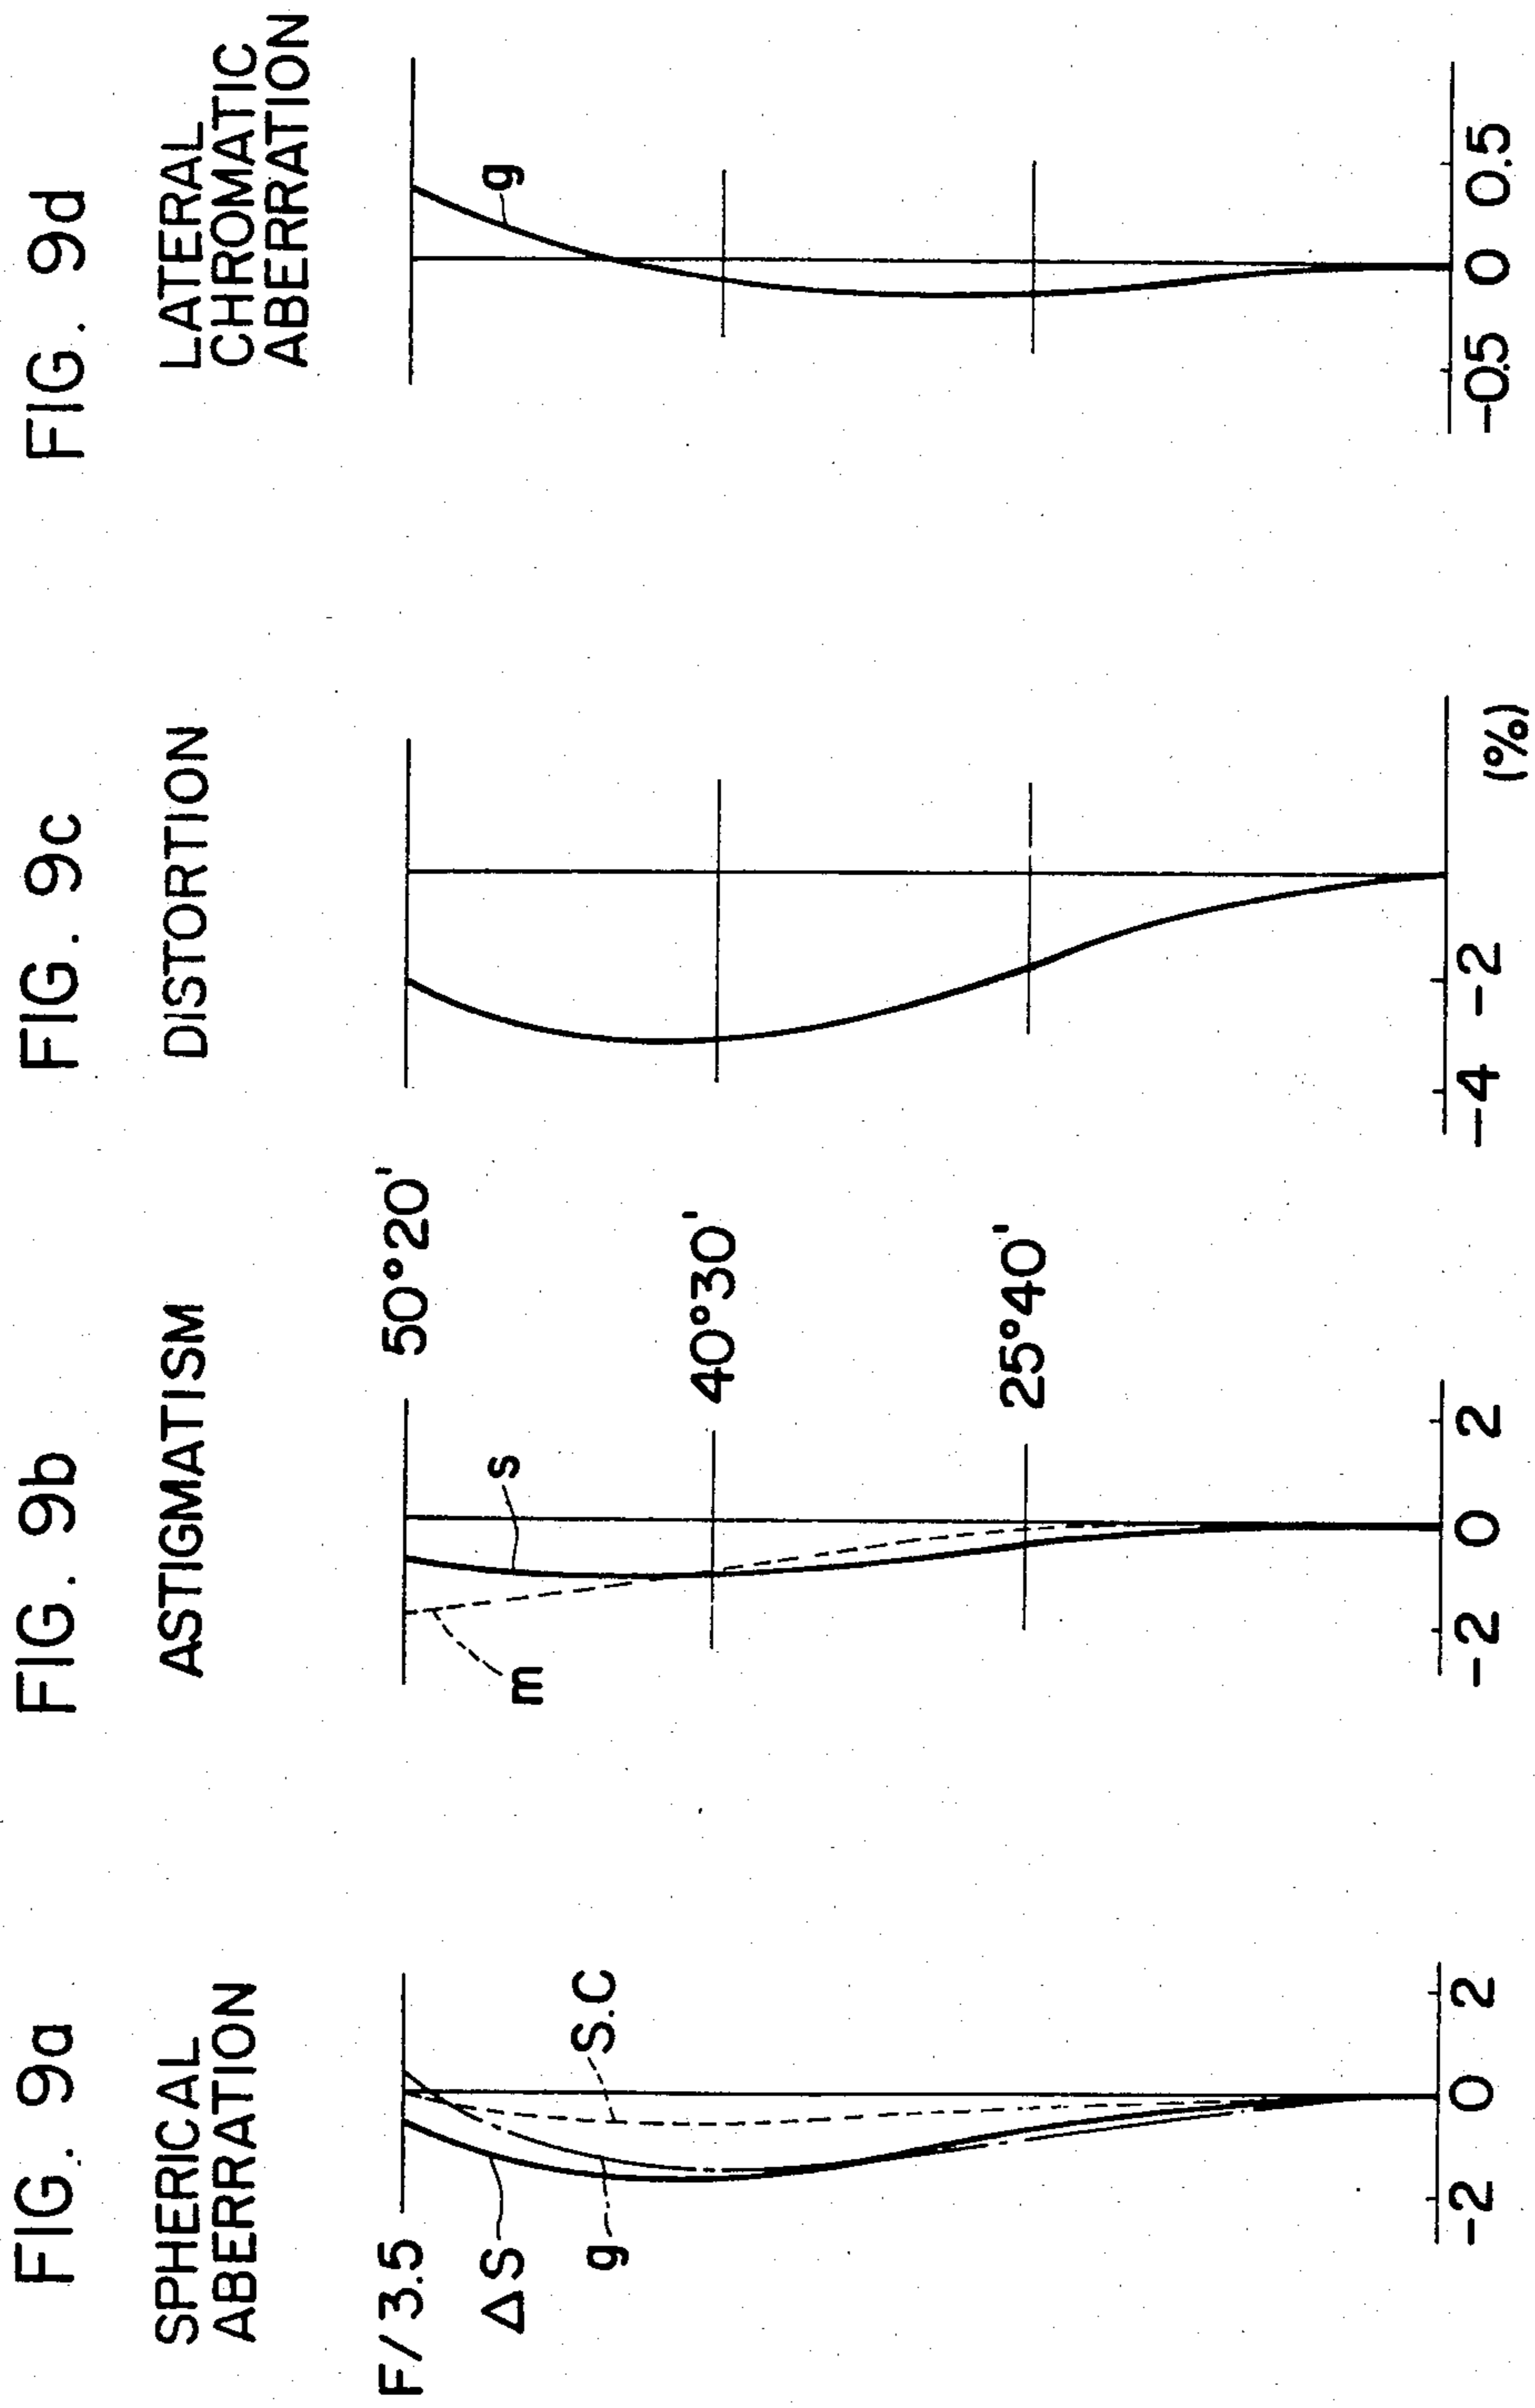 FIG. 9a
SPHERICAL
ABERRATION
F/3.5
ΔS
g
S.C
-2 0 2
FIG. 9b
ASTIGMATISM
50°20'
s
m
40°30'
25°40'
-2 0 2
FIG. 9c
DISTORTION
-4 -2
(%)
FIG. 9d
LATERAL
CHROMATIC
ABERRATION
g
-0.5 0 0.5